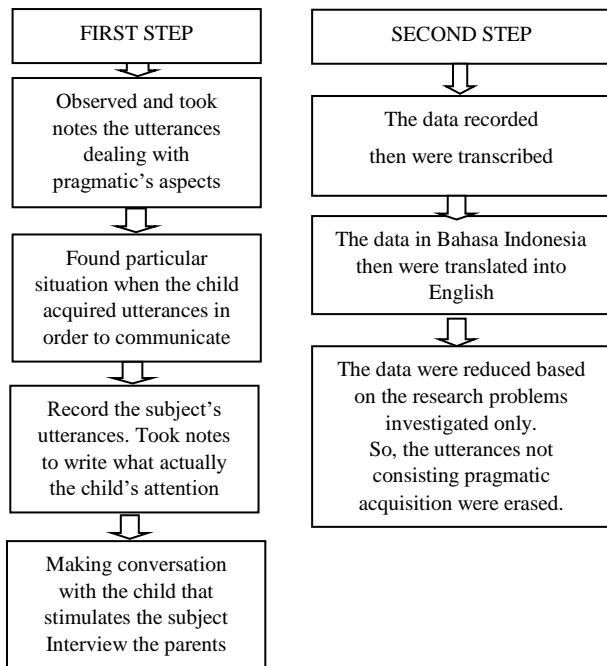 FIRST STEP
Observed and took
notes the utterances
dealing with
pragmatic's aspects
Found particular
situation when the child
acquired utterances in
order to communicate
Record the subject's
utterances. Took notes
to write what actually
the child's attention
Making conversation
with the child that
stimulates the subject
Interview the parents
SECOND STEP
The data recorded
then were transcribed
The data in Bahasa Indonesia
then were translated into
English
The data were reduced based
on the research problems
investigated only.
So, the utterances not
consisting pragmatic
acquisition were erased.